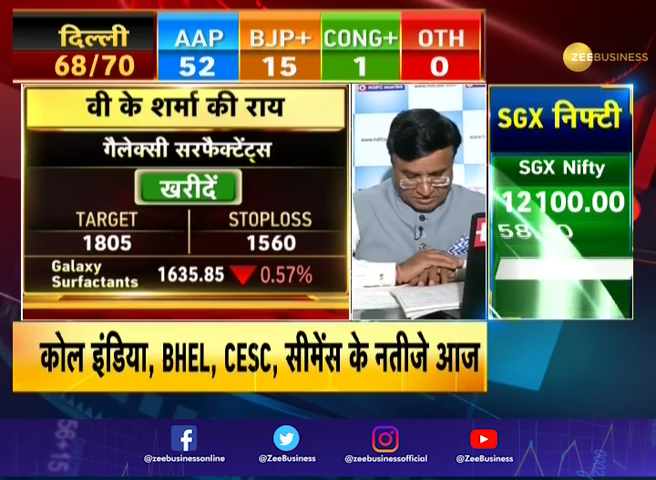 दिल्ली
68/70
AAP
52
BJP+
15
CONG+
1
OTH
0
ZEEBUSINESS
वी के शर्मा की राय
गैलेक्सी सरफैक्टेंट्स
खरीदें
TARGET
1805
STOPLOSS
1560
Galaxy
Surfactants
1635.85
0.57%
SGX निफ्टी
SGX Nifty
12100.00
कोल इंडिया, BHEL, CESC, सीमेंस के नतीजे आज
@zeebusinessonline
@ZeeBusiness
@zeebusinessofficial
@ZeeBusiness